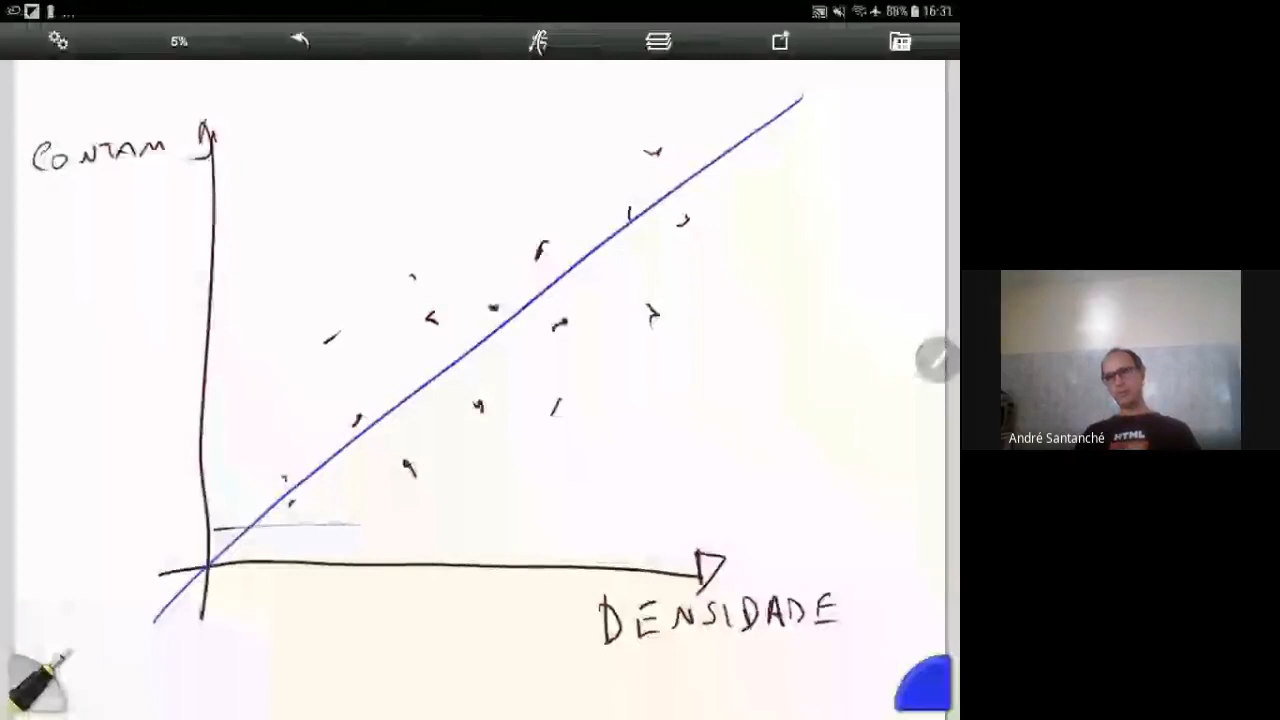 5%
88% 16:31
CONTAM
DENSIDADE
HTML
André Santanché